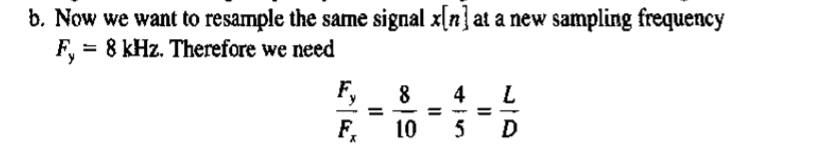 b. Now we want to resample the same signal x[n] at a new sampling frequency
F_y = 8 kHz. Therefore we need
F_y / F_x = 8 / 10 = 4 / 5 = L / D